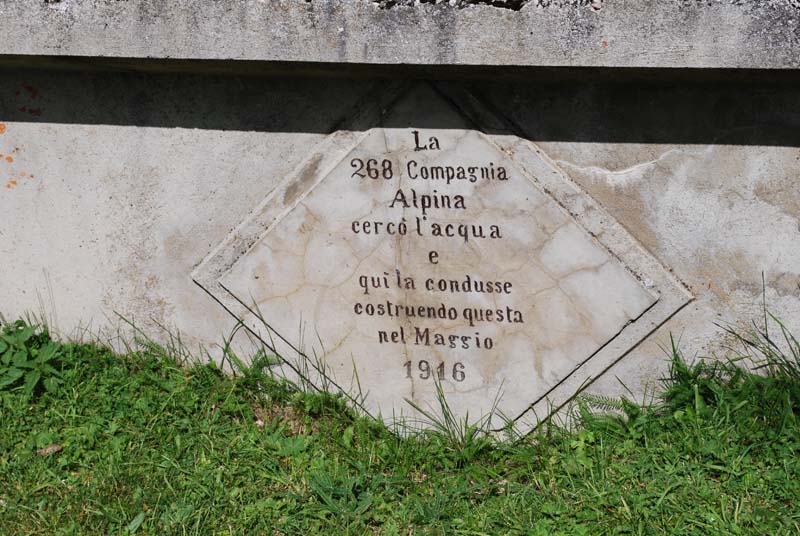 La
268 Compagnia
Alpina
cercò l'acqua
e
qui la condusse
costruendo questa
nel Maggio
1916